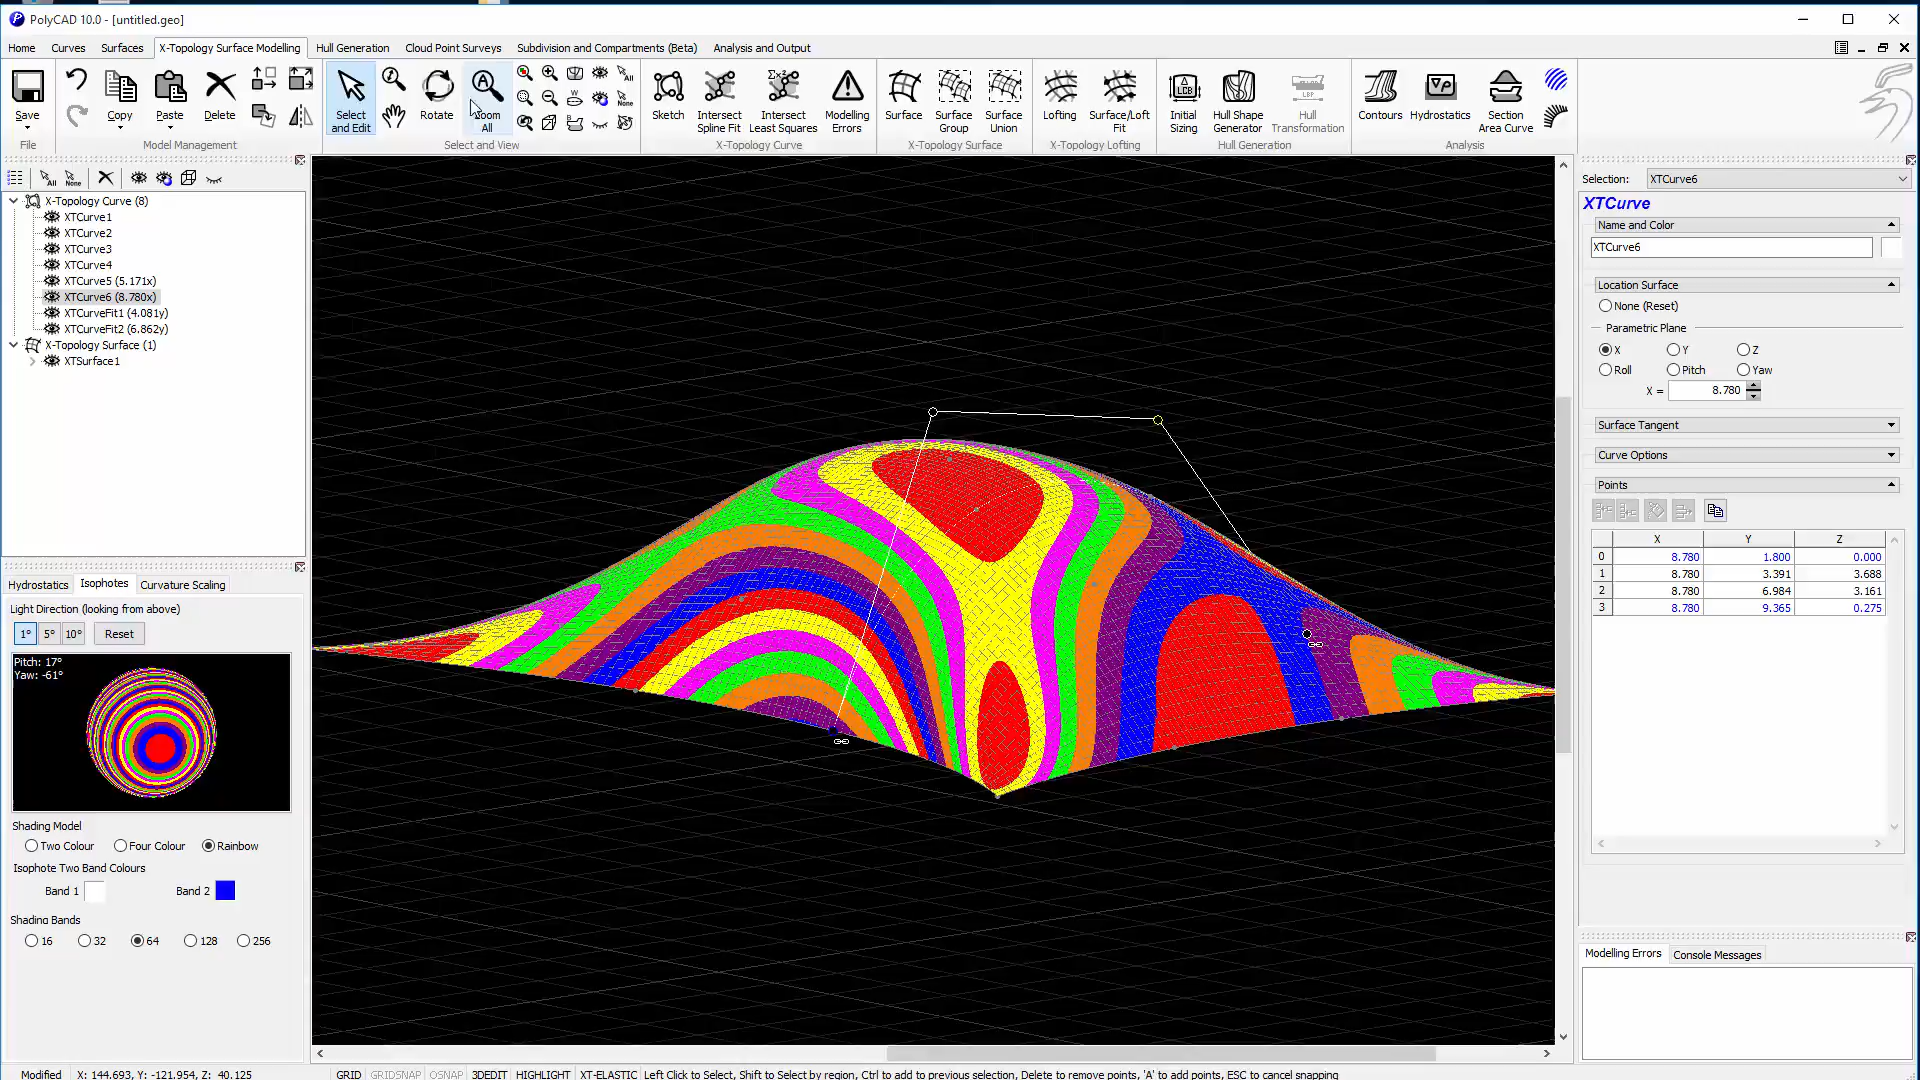 PolyCAD 10.0 - [untitled.geo]
Home Curves Surfaces X-Topology Surface Modelling Hull Generation Cloud Point Surveys Subdivision and Compartments (Beta) Analysis and Output
Save Copy Paste Delete Select and Edit Rotate Zoom All All None W Sketch Intersect Spline Fit Intersect Least Squares Modelling Errors Surface Surface Group Surface Union Lofting Surface/Loft Fit Initial Sizing Hull Shape Generator Hull Transformation Contours Hydrostatics Section Area Curve
File Model Management Select and View X-Topology Curve X-Topology Surface X-Topology Lofting Hull Generation Analysis
All None
X-Topology Curve (8)
XTCurve1
XTCurve2
XTCurve3
XTCurve4
XTCurve5 (5.171x)
XTCurve6 (8.780x)
XTCurveFit1 (4.081y)
XTCurveFit2 (6.862y)
X-Topology Surface (1)
XTSurface1
Hydrostatics Isophotes Curvature Scaling
Light Direction (looking from above)
1° 5° 10° Reset
Pitch: 17°
Yaw: -61°
Shading Model
Two Colour Four Colour Rainbow
Isophote Two Band Colours
Band 1 Band 2
Shading Bands
16 32 64 128 256
Selection: XTCurve6
XTCurve
Name and Color
XTCurve6
Location Surface
None (Reset)
Parametric Plane
X Y Z
Roll Pitch Yaw
X = 8.780
Surface Tangent
Curve Options
Points
X Y Z
0 8.780 1.800 0.000
1 8.780 3.391 3.688
2 8.780 6.984 3.161
3 8.780 9.365 0.275
Modelling Errors Console Messages
Modified X: 144.693, Y: -121.954, Z: 40.125 GRID GRIDSNAP OSNAP 3DEDIT HIGHLIGHT XT-ELASTIC Left Click to Select, Shift to Select by region, Ctrl to add to previous selection, Delete to remove points, 'A' to add points, ESC to cancel snapping